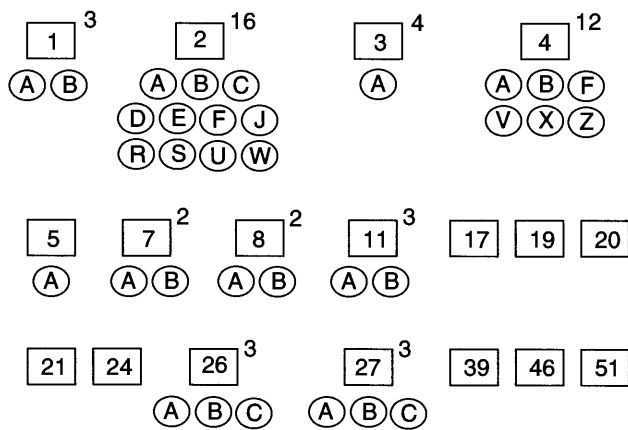 1 3 2 16 3 4 4 12
A B A B C A A B F
D E F J V X Z
R S U W
5 7 2 8 2 11 3 17 19 20
A A B A B A B
21 24 26 3 27 3 39 46 51
A B C A B C